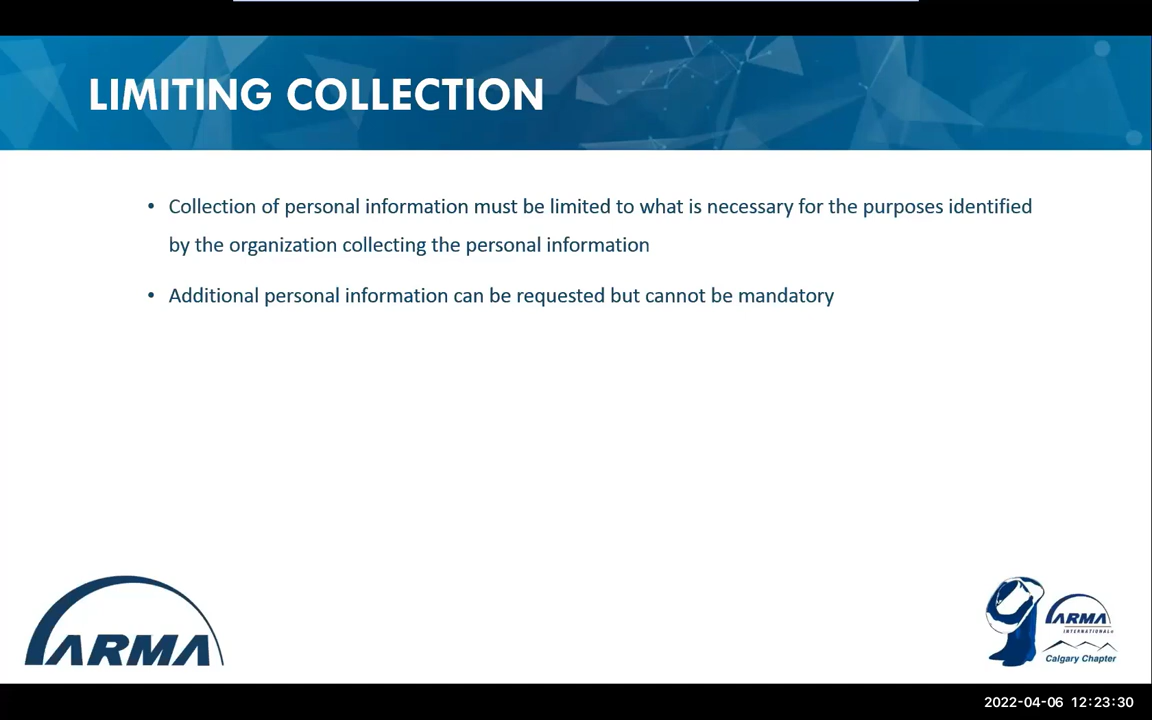 LIMITING COLLECTION
• Collection of personal information must be limited to what is necessary for the purposes identified
by the organization collecting the personal information
• Additional personal information can be requested but cannot be mandatory
ARMA
ARMA
INTERNATIONAL®
Calgary Chapter
2022-04-06 12:23:30